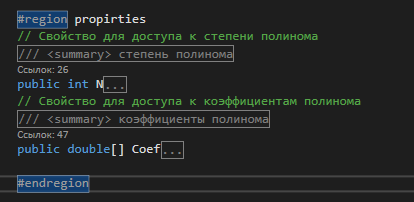 #region propirties
// Свойство для доступа к степени полинома
/// <summary> степень полинома
Ссылок: 26
public int N...
// Свойство для доступа к коэффициентам полинома
/// <summary> коэффициенты полинома
Ссылок: 47
public double[] Coef...
#endregion